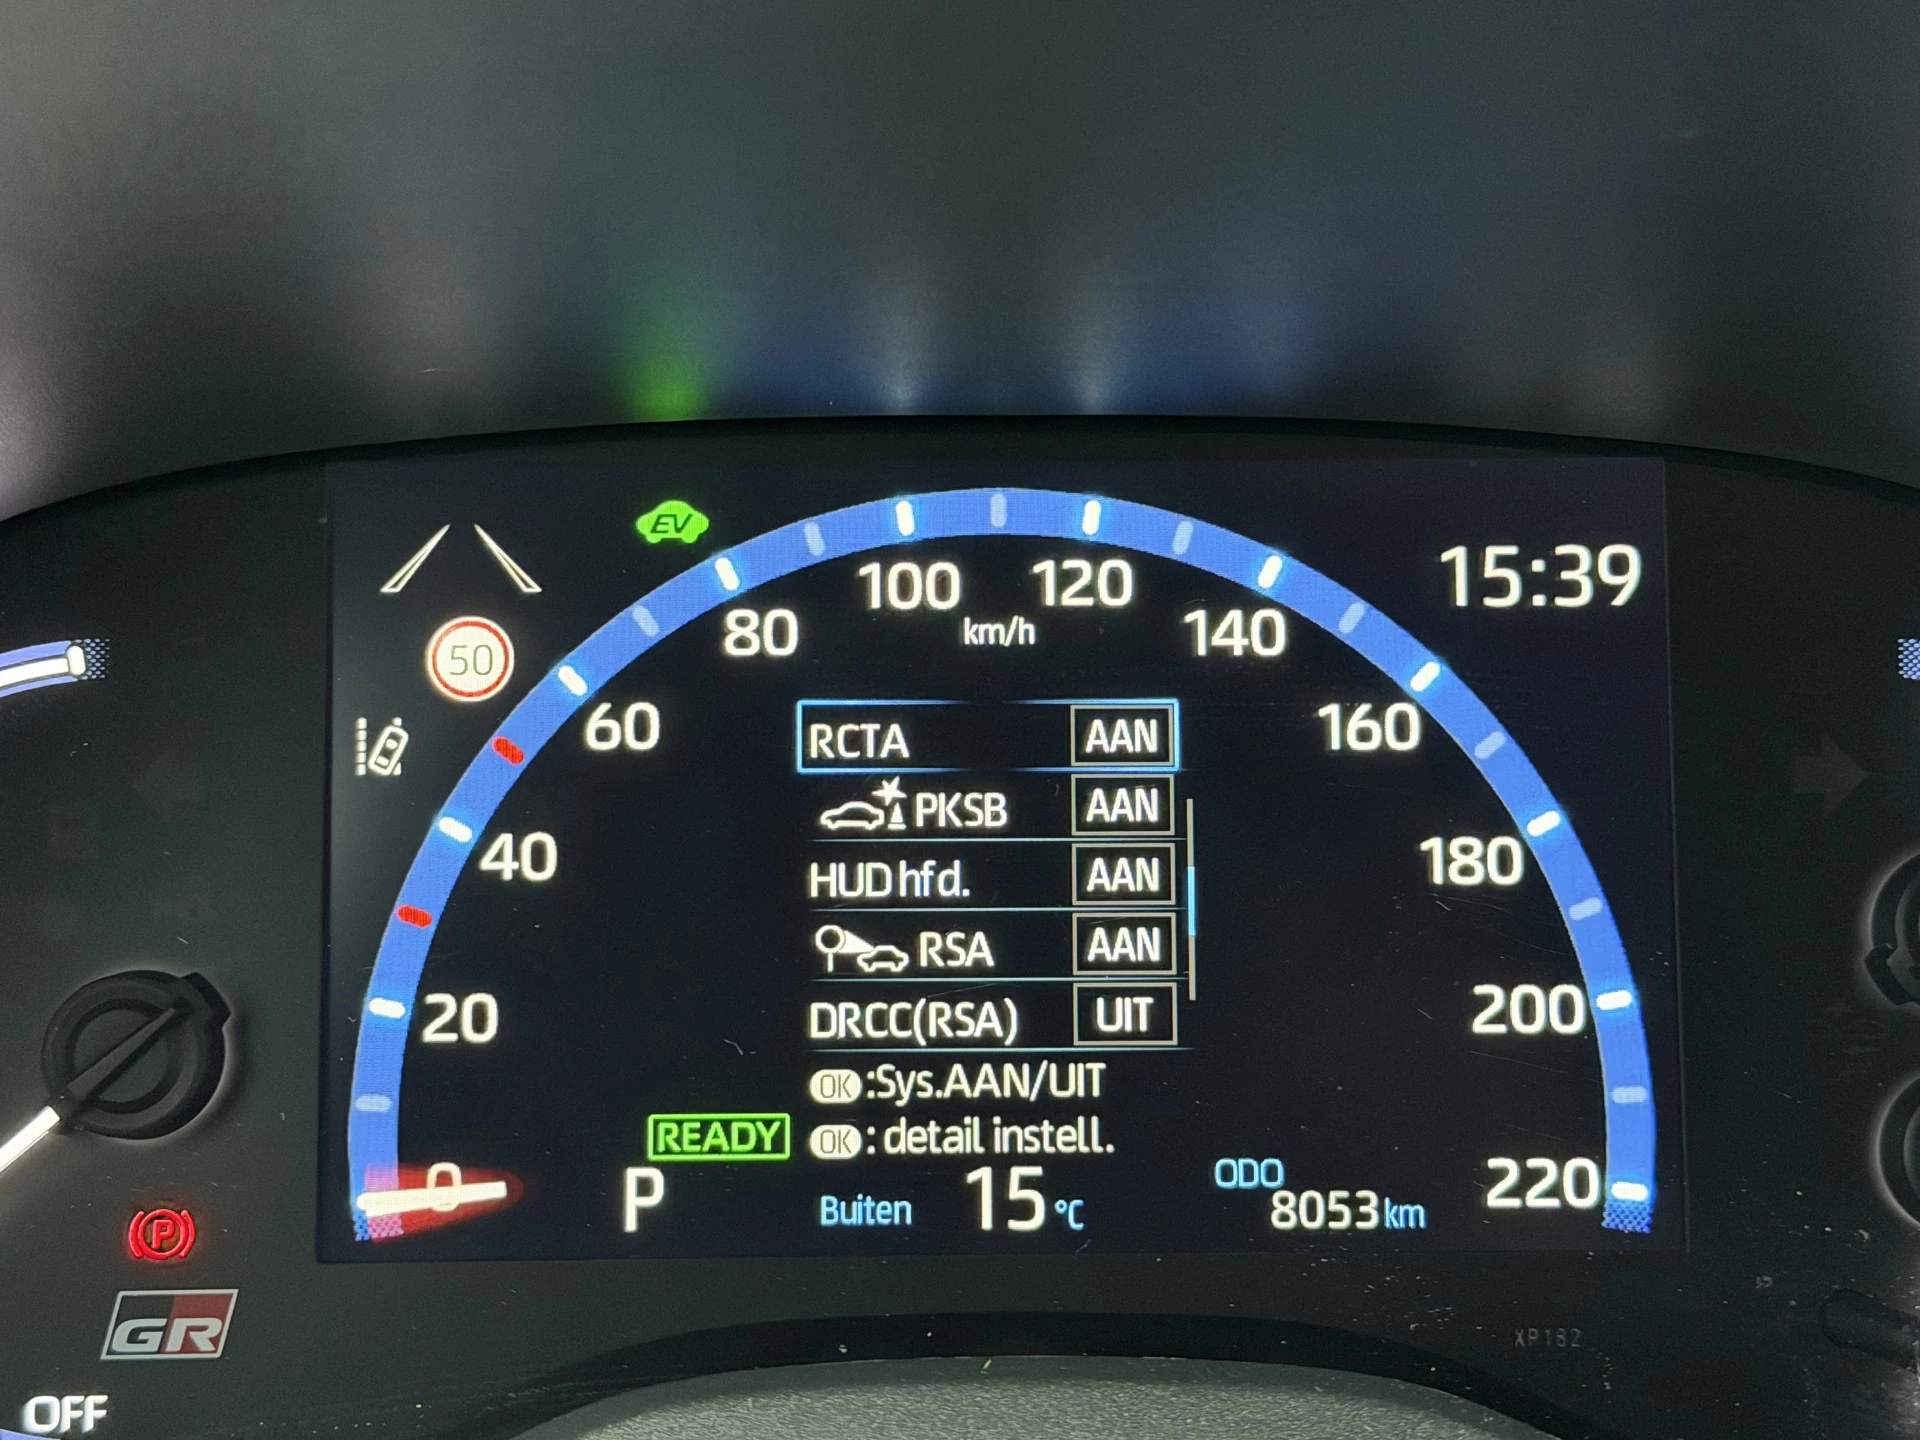 EV
15:39
50
0
20
40
60
80
100
120
140
160
180
200
220
km/h
RCTA AAN
PKSB AAN
HUD hfd. AAN
RSA AAN
DRCC(RSA) UIT
OK :Sys.AAN/UIT
OK : detail instell.
READY
P
Buiten 15 °C
ODO
8053 km
P
GR
OFF
XP182